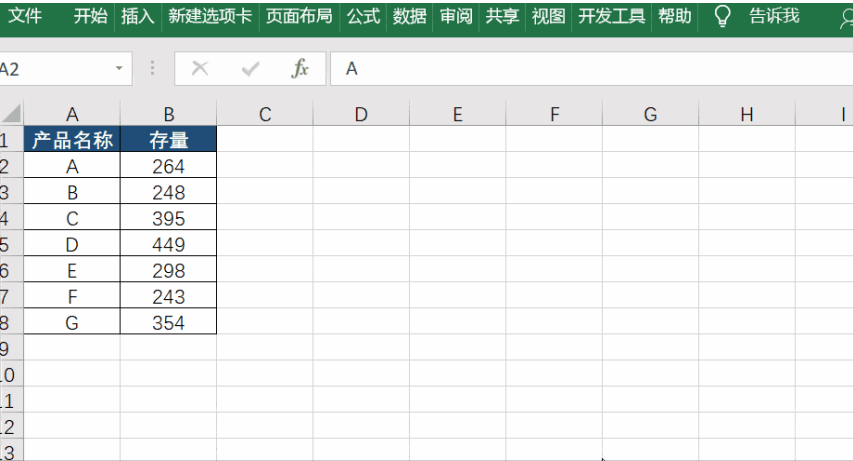 文件 开始 插入 新建选项卡 页面布局 公式 数据 审阅 共享 视图 开发工具 帮助 告诉我
A2 fx A
A B C D E F G H I
1 产品名称 存量
2 A 264
3 B 248
4 C 395
5 D 449
6 E 298
7 F 243
8 G 354
9
10
11
12
13